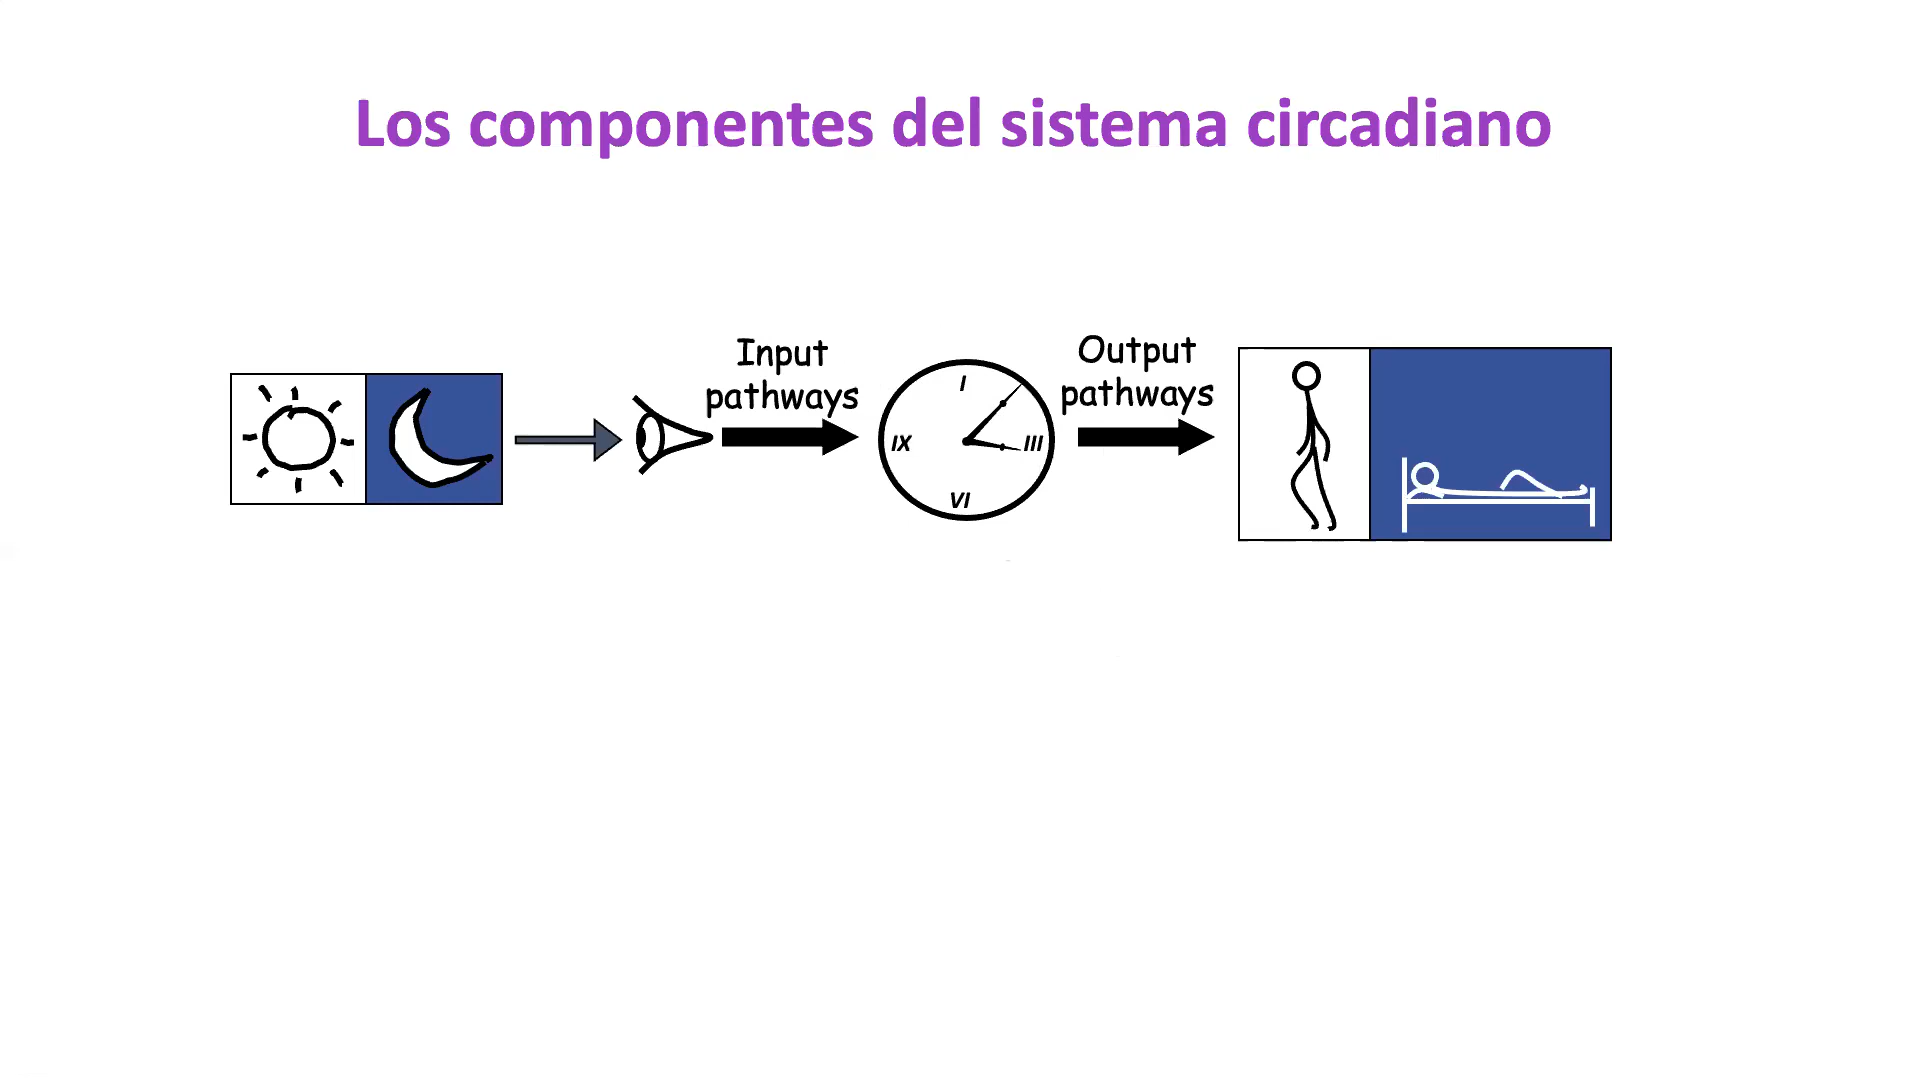 Los componentes del sistema circadiano
Input
pathways
Output
pathways
I
IX
III
VI